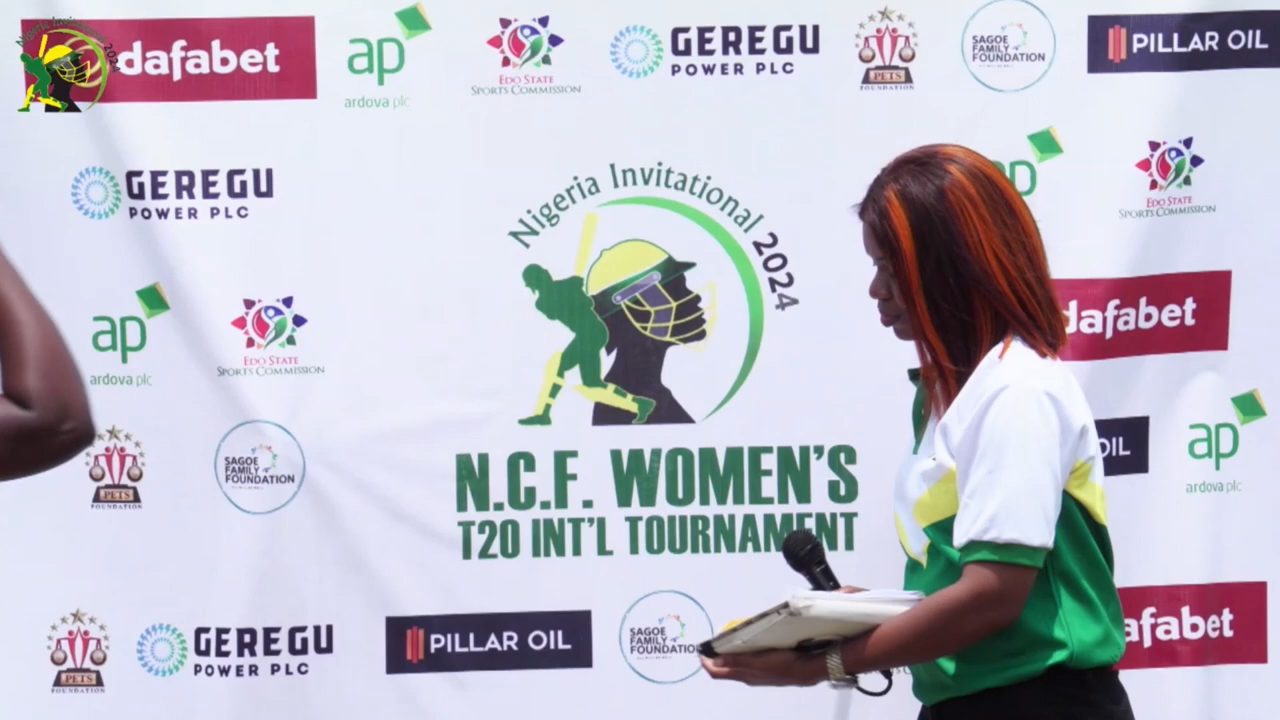 Nigeria Invitational 2024
dafabet
ap
ardova plc
EDO STATE
SPORTS COMMISSION
GEREGU
POWER PLC
PETS
FOUNDATION
SAGOE
FAMILY
FOUNDATION
PILLAR OIL
GEREGU
POWER PLC
Nigeria Invitational 2024
EDO STATE
SPORTS COMMISSION
ap
ardova plc
EDO STATE
SPORTS COMMISSION
dafabet
PETS
FOUNDATION
SAGOE
FAMILY
FOUNDATION
N.C.F. WOMEN'S
T20 INT'L TOURNAMENT
OIL
ap
ardova plc
PETS
FOUNDATION
GEREGU
POWER PLC
PILLAR OIL
SAGOE
FAMILY
FOUNDATIO
afabet